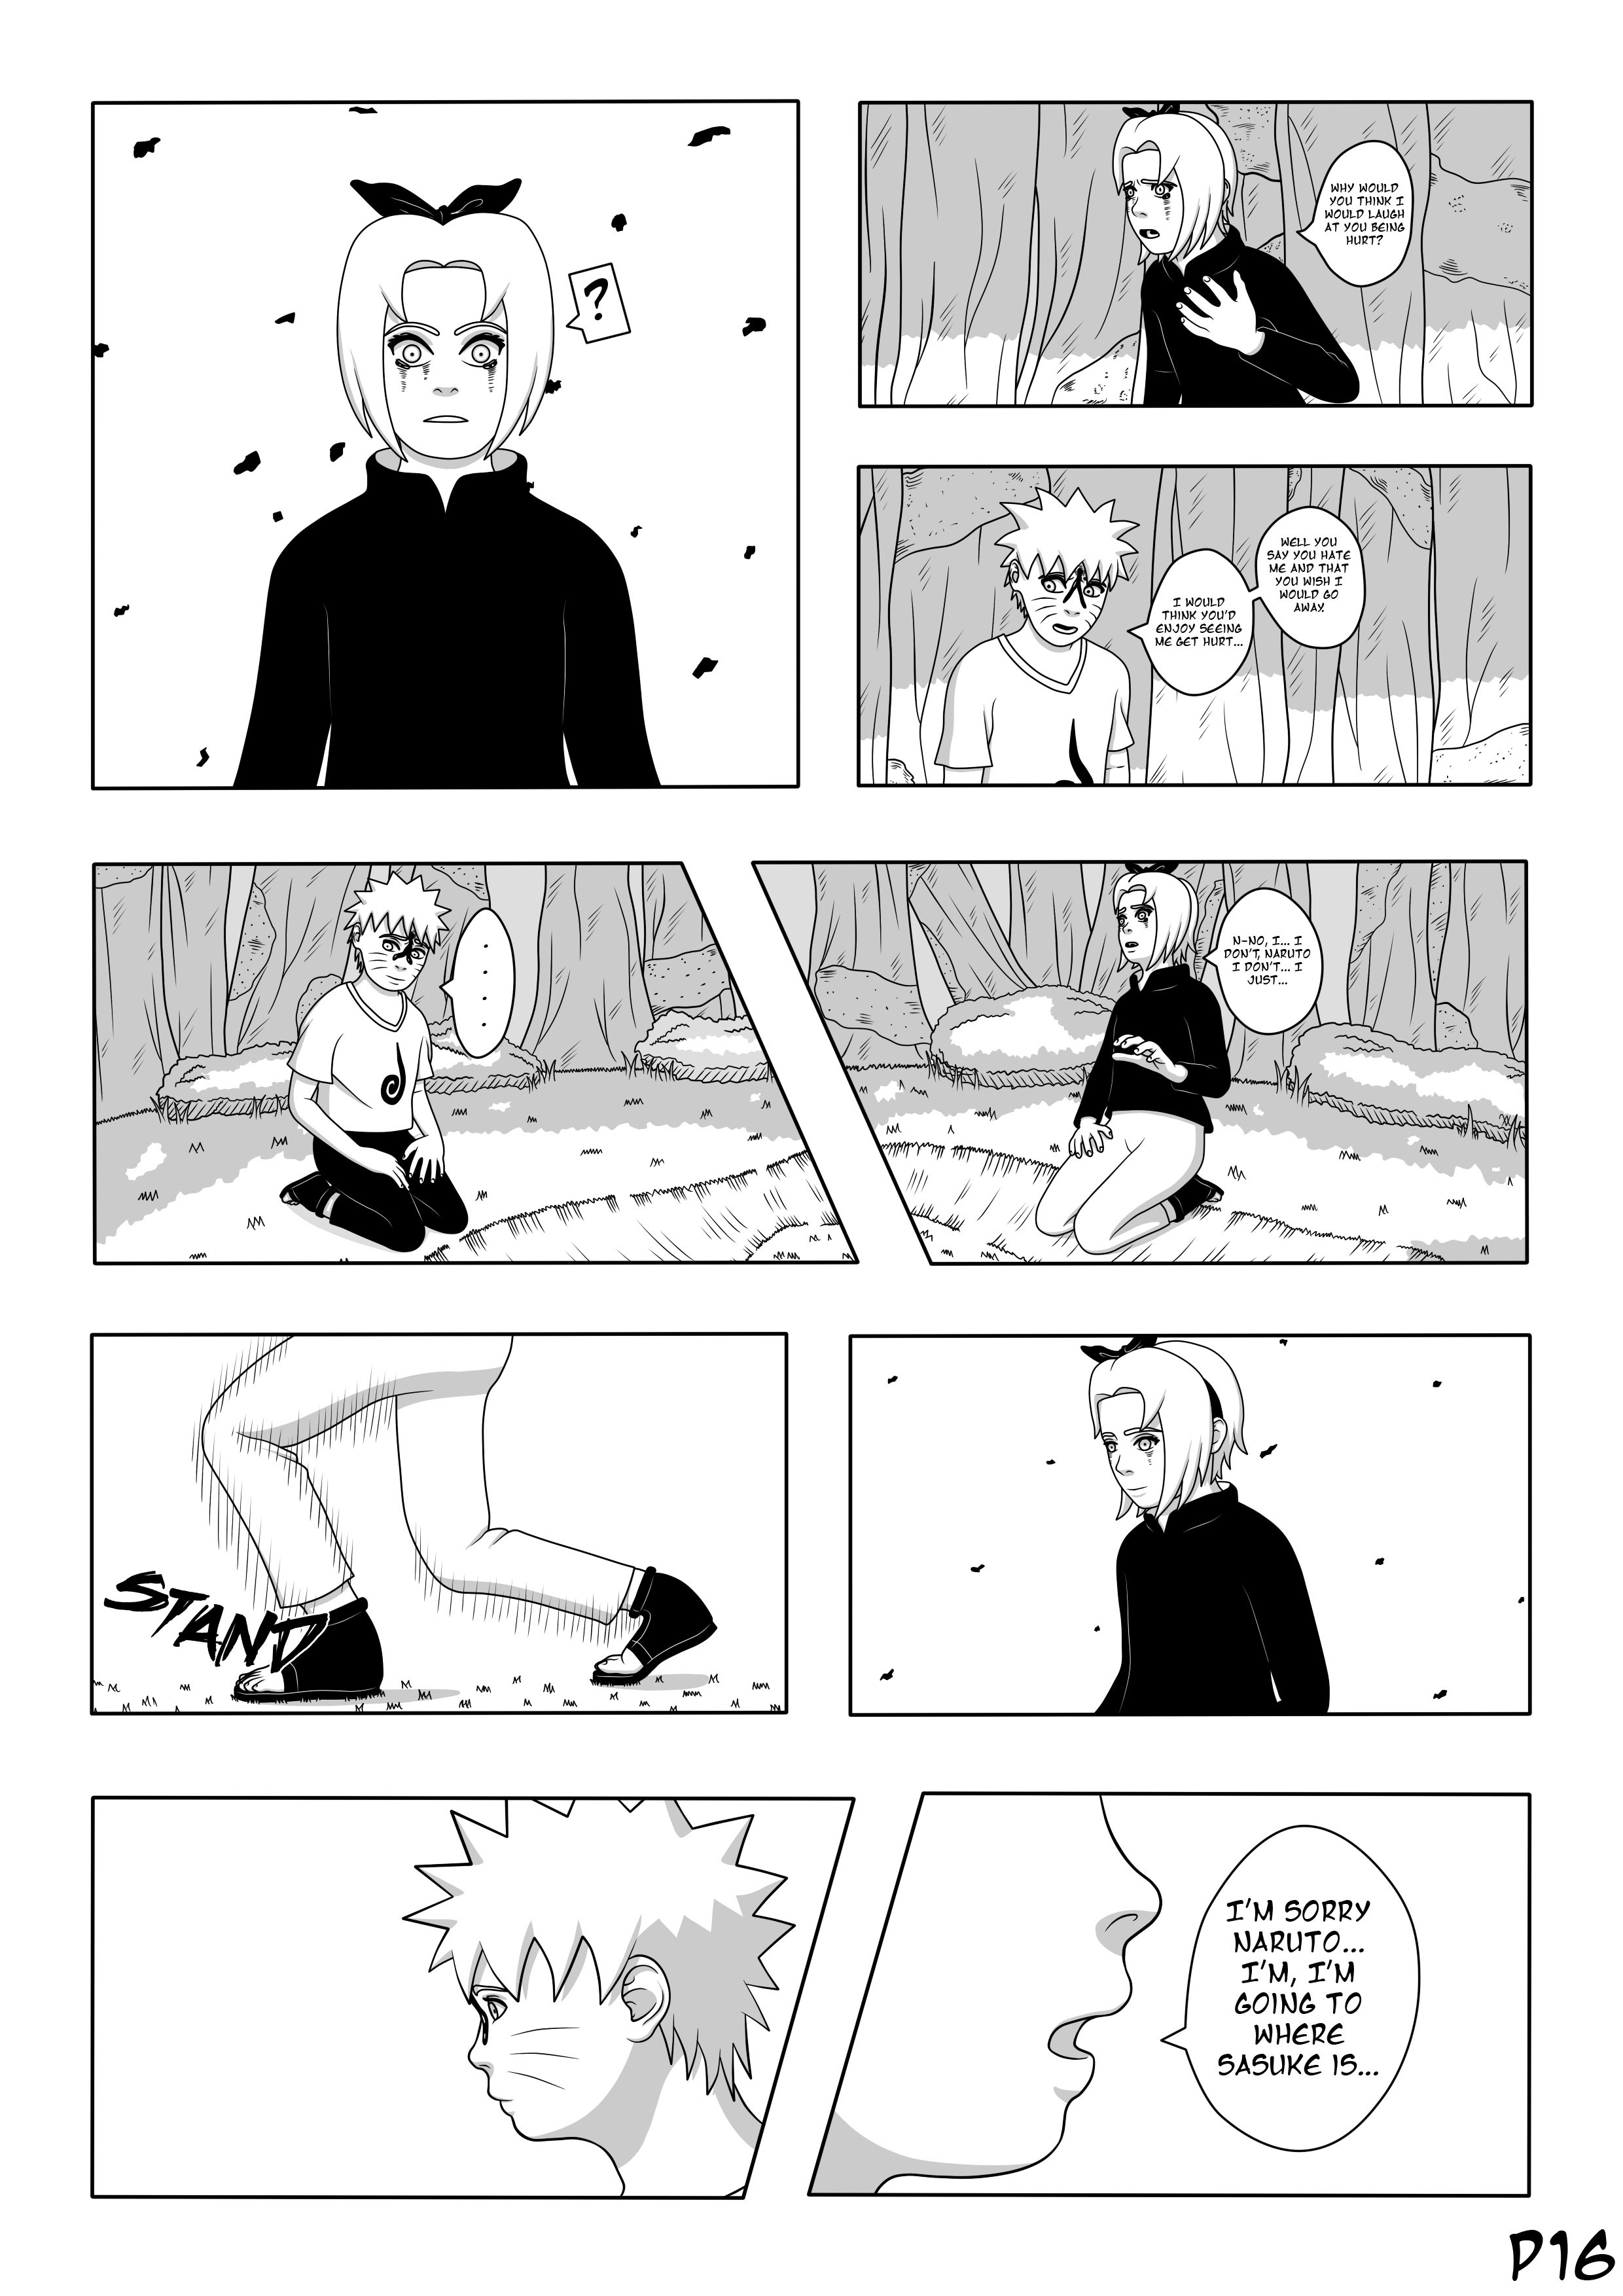 ?
WHY WOULD
YOU THINK I
WOULD LAUGH
AT YOU BEING
HURT?
WELL YOU
SAY YOU HATE
ME AND THAT
YOU WISH I
WOULD GO
AWAY.
I WOULD
THINK YOU'D
ENJOY SEEING
ME GET HURT...
N-NO, I... I
DON'T, NARUTO
I DON'T... I
JUST...
. . . .
STAND
I'M SORRY
NARUTO...
I'M, I'M
GOING TO
WHERE
SASUKE IS...
P16